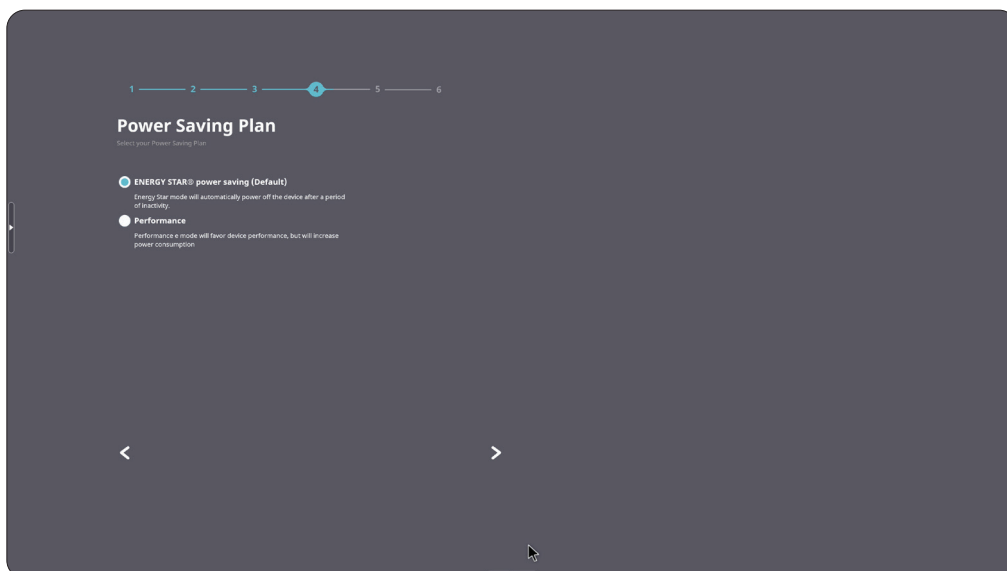 1 2 3 4 5 6
Power Saving Plan
Select your Power Saving Plan
ENERGY STAR® power saving (Default)
Energy Star mode will automatically power off the device after a period
of inactivity.
Performance
Performance e mode will favor device performance, but will increase
power consumption